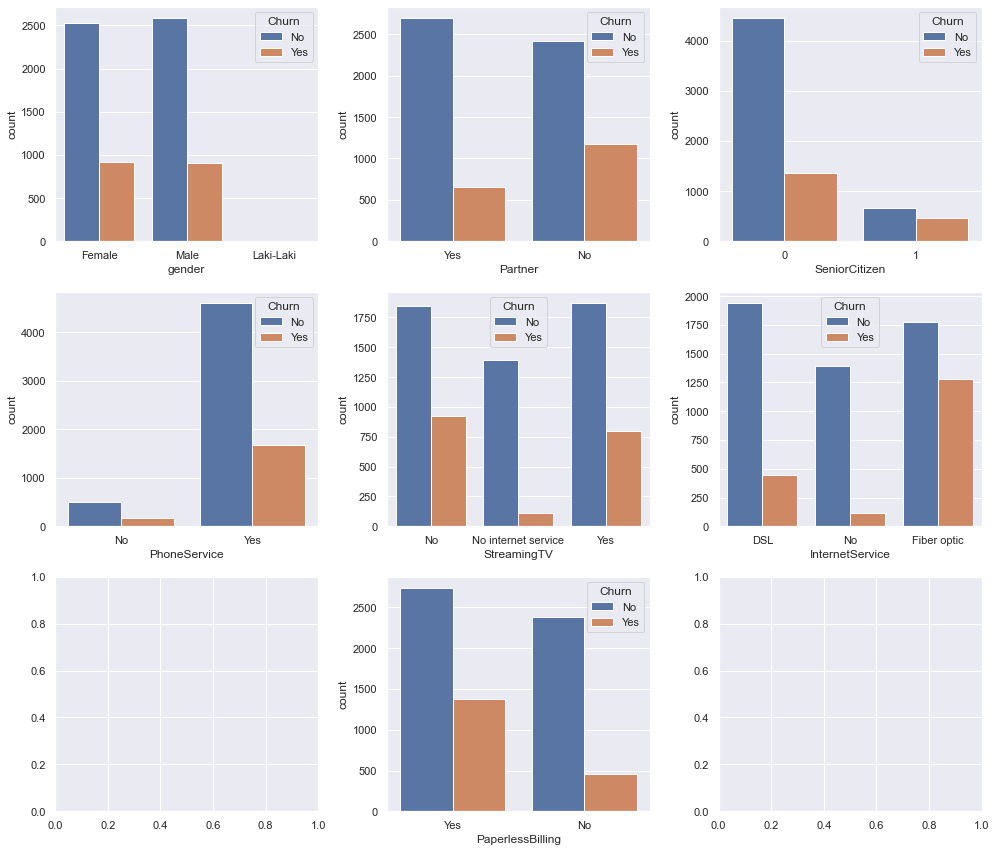 2500
2000
1500
1000
500
0
count
Female Male Laki-Laki
gender
Churn
No
Yes
2500
2000
1500
1000
500
0
count
Yes No
Partner
Churn
No
Yes
4000
3000
2000
1000
0
count
0 1
SeniorCitizen
Churn
No
Yes
4000
3000
2000
1000
0
count
No Yes
PhoneService
Churn
No
Yes
1750
1500
1250
1000
750
500
250
0
count
No No internet service Yes
StreamingTV
Churn
No
Yes
2000
1750
1500
1250
1000
750
500
250
0
count
DSL No Fiber optic
InternetService
Churn
No
Yes
1.0
0.8
0.6
0.4
0.2
0.0
0.0 0.2 0.4 0.6 0.8 1.0
2500
2000
1500
1000
500
0
count
Yes No
PaperlessBilling
Churn
No
Yes
1.0
0.8
0.6
0.4
0.2
0.0
0.0 0.2 0.4 0.6 0.8 1.0